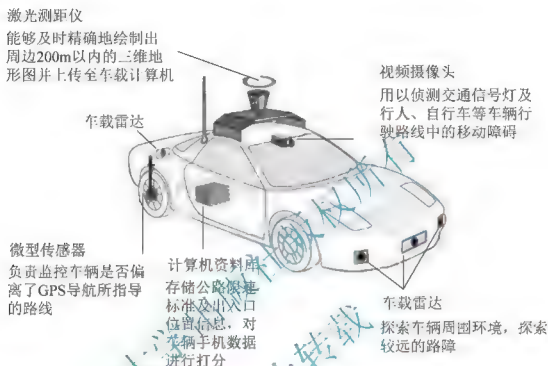 激光测距仪
能够及时精确地绘制出
周边200m以内的三维地
形图并上传至车载计算机
视频摄像头
用以侦测交通信号灯及
行人、自行车等车辆行
驶路线中的移动障碍
车载雷达
微型传感器
负责监控车辆是否偏
离了GPS导航所指导
的路线
计算机资料库
存储公路限速
标准及出入口
位置信息，对
车辆手机数据
进行打分
车载雷达
探索车辆周围环境，探索
较远的路障